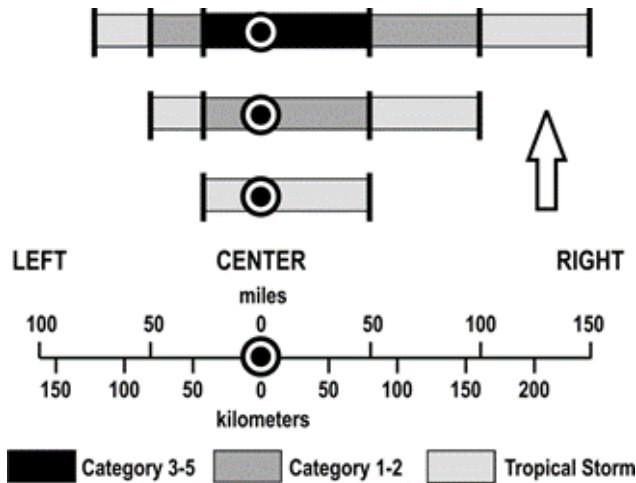 LEFT CENTER RIGHT
miles
100 50 0 50 100 150
150 100 50 0 50 100 150 200
kilometers
Category 3-5 Category 1-2 Tropical Storm